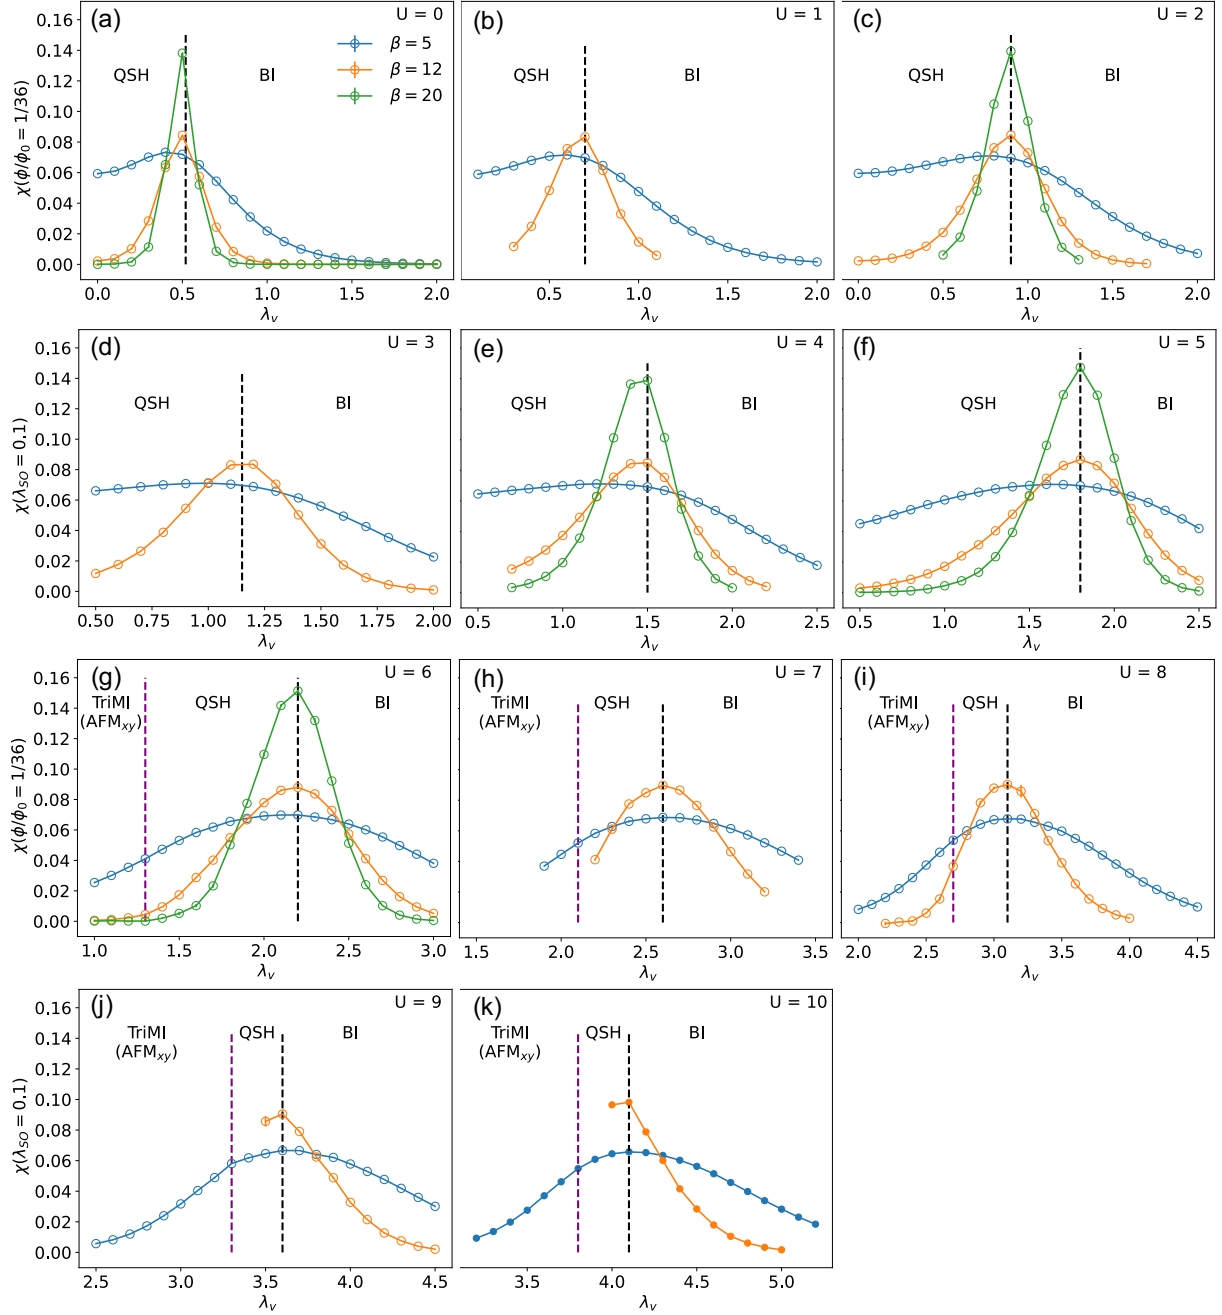 (a) U = 0
β = 5
β = 12
β = 20
QSH BI
χ(ϕ/ϕ₀ = 1/36)
0.16
0.14
0.12
0.10
0.08
0.06
0.04
0.02
0.00
0.0 0.5 1.0 1.5 2.0
λᵥ
(b) U = 1
QSH BI
0.5 1.0 1.5 2.0
λᵥ
(c) U = 2
QSH BI
0.0 0.5 1.0 1.5 2.0
λᵥ
(d) U = 3
QSH BI
χ(λ_SO = 0.1)
0.16
0.14
0.12
0.10
0.08
0.06
0.04
0.02
0.00
0.50 0.75 1.00 1.25 1.50 1.75 2.00
λᵥ
(e) U = 4
QSH BI
0.5 1.0 1.5 2.0 2.5
λᵥ
(f) U = 5
QSH BI
0.5 1.0 1.5 2.0 2.5
λᵥ
(g) U = 6
TriMI QSH BI
(AFM_xy)
χ(ϕ/ϕ₀ = 1/36)
0.16
0.14
0.12
0.10
0.08
0.06
0.04
0.02
0.00
1.0 1.5 2.0 2.5 3.0
λᵥ
(h) U = 7
TriMI QSH BI
(AFM_xy)
1.5 2.0 2.5 3.0 3.5
λᵥ
(i) U = 8
TriMI QSH BI
(AFM_xy)
2.0 2.5 3.0 3.5 4.0 4.5
λᵥ
(j) U = 9
TriMI QSH BI
(AFM_xy)
χ(λ_SO = 0.1)
0.16
0.14
0.12
0.10
0.08
0.06
0.04
0.02
0.00
2.5 3.0 3.5 4.0 4.5
λᵥ
(k) U = 10
TriMI QSH BI
(AFM_xy)
3.5 4.0 4.5 5.0
λᵥ